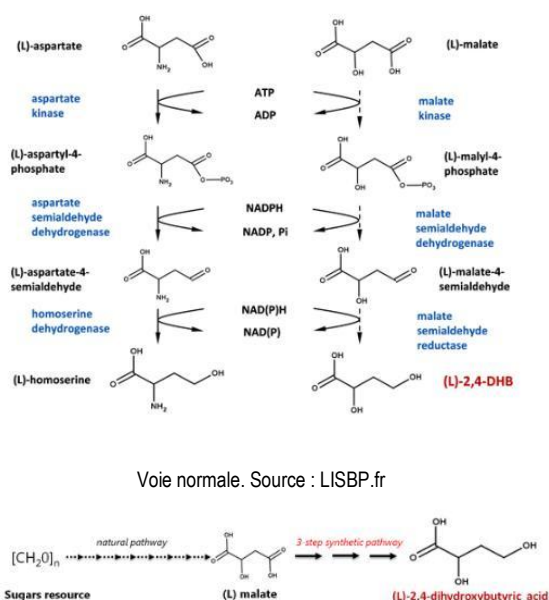 (L)-aspartate
(L)-malate
aspartate
kinase
ATP
ADP
malate
kinase
(L)-aspartyl-4-
phosphate
(L)-malyl-4-
phosphate
aspartate
semialdehyde
dehydrogenase
NADPH
NADP, Pi
malate
semialdehyde
dehydrogenase
(L)-aspartate-4-
semialdehyde
(L)-malate-4-
semialdehyde
homoserine
dehydrogenase
NAD(P)H
NAD(P)
malate
semialdehyde
reductase
(L)-homoserine
(L)-2,4-DHB
Voie normale. Source : LISBP.fr
natural pathway
3-step synthetic pathway
[CH₂0]n
Sugars resource
(L) malate
(L)-2,4-dihydroxybutyric acid